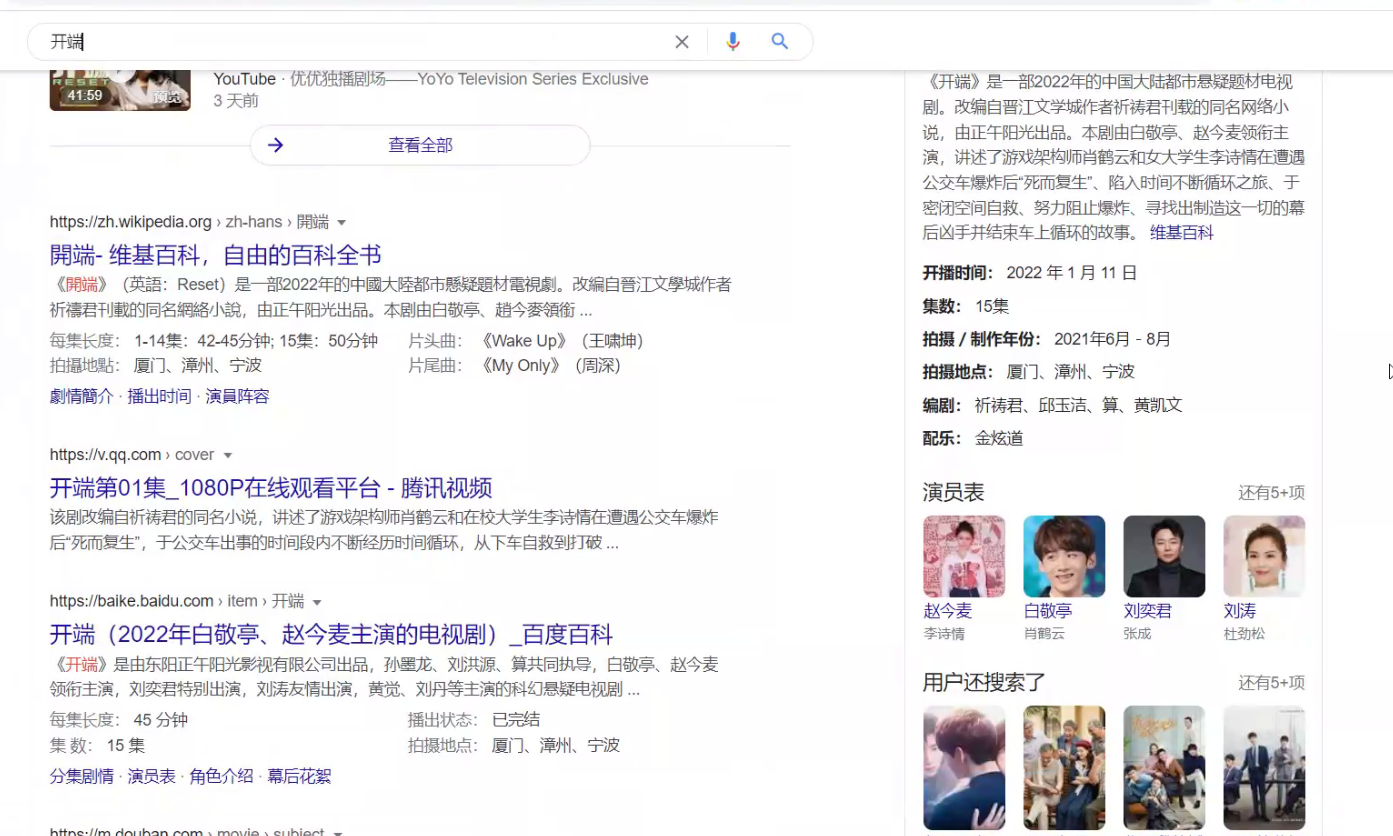 开端
RESET
41:59
预览
YouTube · 优优独播剧场——YoYo Television Series Exclusive
3 天前
查看全部
https://zh.wikipedia.org › zh-hans › 開端
開端- 维基百科，自由的百科全书
《開端》（英語：Reset）是一部2022年的中國大陸都市懸疑題材電視劇。改編自晉江文學城作者
祈禱君刊載的同名網絡小說，由正午阳光出品。本劇由白敬亭、趙今麥領銜 ...
每集长度： 1-14集：42-45分钟; 15集：50分钟
片头曲： 《Wake Up》（王啸坤）
拍攝地點： 厦门、漳州、宁波
片尾曲： 《My Only》（周深）
劇情簡介 · 播出时间 · 演員阵容
https://v.qq.com › cover
开端第01集_1080P在线观看平台 - 腾讯视频
该剧改编自祈祷君的同名小说，讲述了游戏架构师肖鹤云和在校大学生李诗情在遭遇公交车爆炸
后“死而复生”，于公交车出事的时间段内不断经历时间循环，从下车自救到打破 ...
https://baike.baidu.com › item › 开端
开端（2022年白敬亭、赵今麦主演的电视剧）_百度百科
《开端》是由东阳正午阳光影视有限公司出品，孙墨龙、刘洪源、算共同执导，白敬亭、赵今麦
领衔主演，刘奕君特别出演，刘涛友情出演，黄觉、刘丹等主演的科幻悬疑电视剧 ...
每集长度： 45 分钟
播出状态： 已完结
集 数： 15 集
拍摄地点： 厦门、漳州、宁波
分集剧情 · 演员表 · 角色介绍 · 幕后花絮
https://m.douban.com › movie › subject
《开端》是一部2022年的中国大陆都市悬疑题材电视
剧。改编自晋江文学城作者祈祷君刊载的同名网络小
说，由正午阳光出品。本剧由白敬亭、赵今麦领衔主
演，讲述了游戏架构师肖鹤云和女大学生李诗情在遭遇
公交车爆炸后“死而复生”、陷入时间不断循环之旅、于
密闭空间自救、努力阻止爆炸、寻找出制造这一切的幕
后凶手并结束车上循环的故事。 维基百科
开播时间： 2022 年 1 月 11 日
集数： 15集
拍摄 / 制作年份： 2021年6月 - 8月
拍摄地点： 厦门、漳州、宁波
编剧： 祈祷君、邱玉洁、算、黄凯文
配乐： 金炫道
演员表
还有5+项
赵今麦
白敬亭
刘奕君
刘涛
李诗情
肖鹤云
张成
杜劲松
用户还搜索了
还有5+项